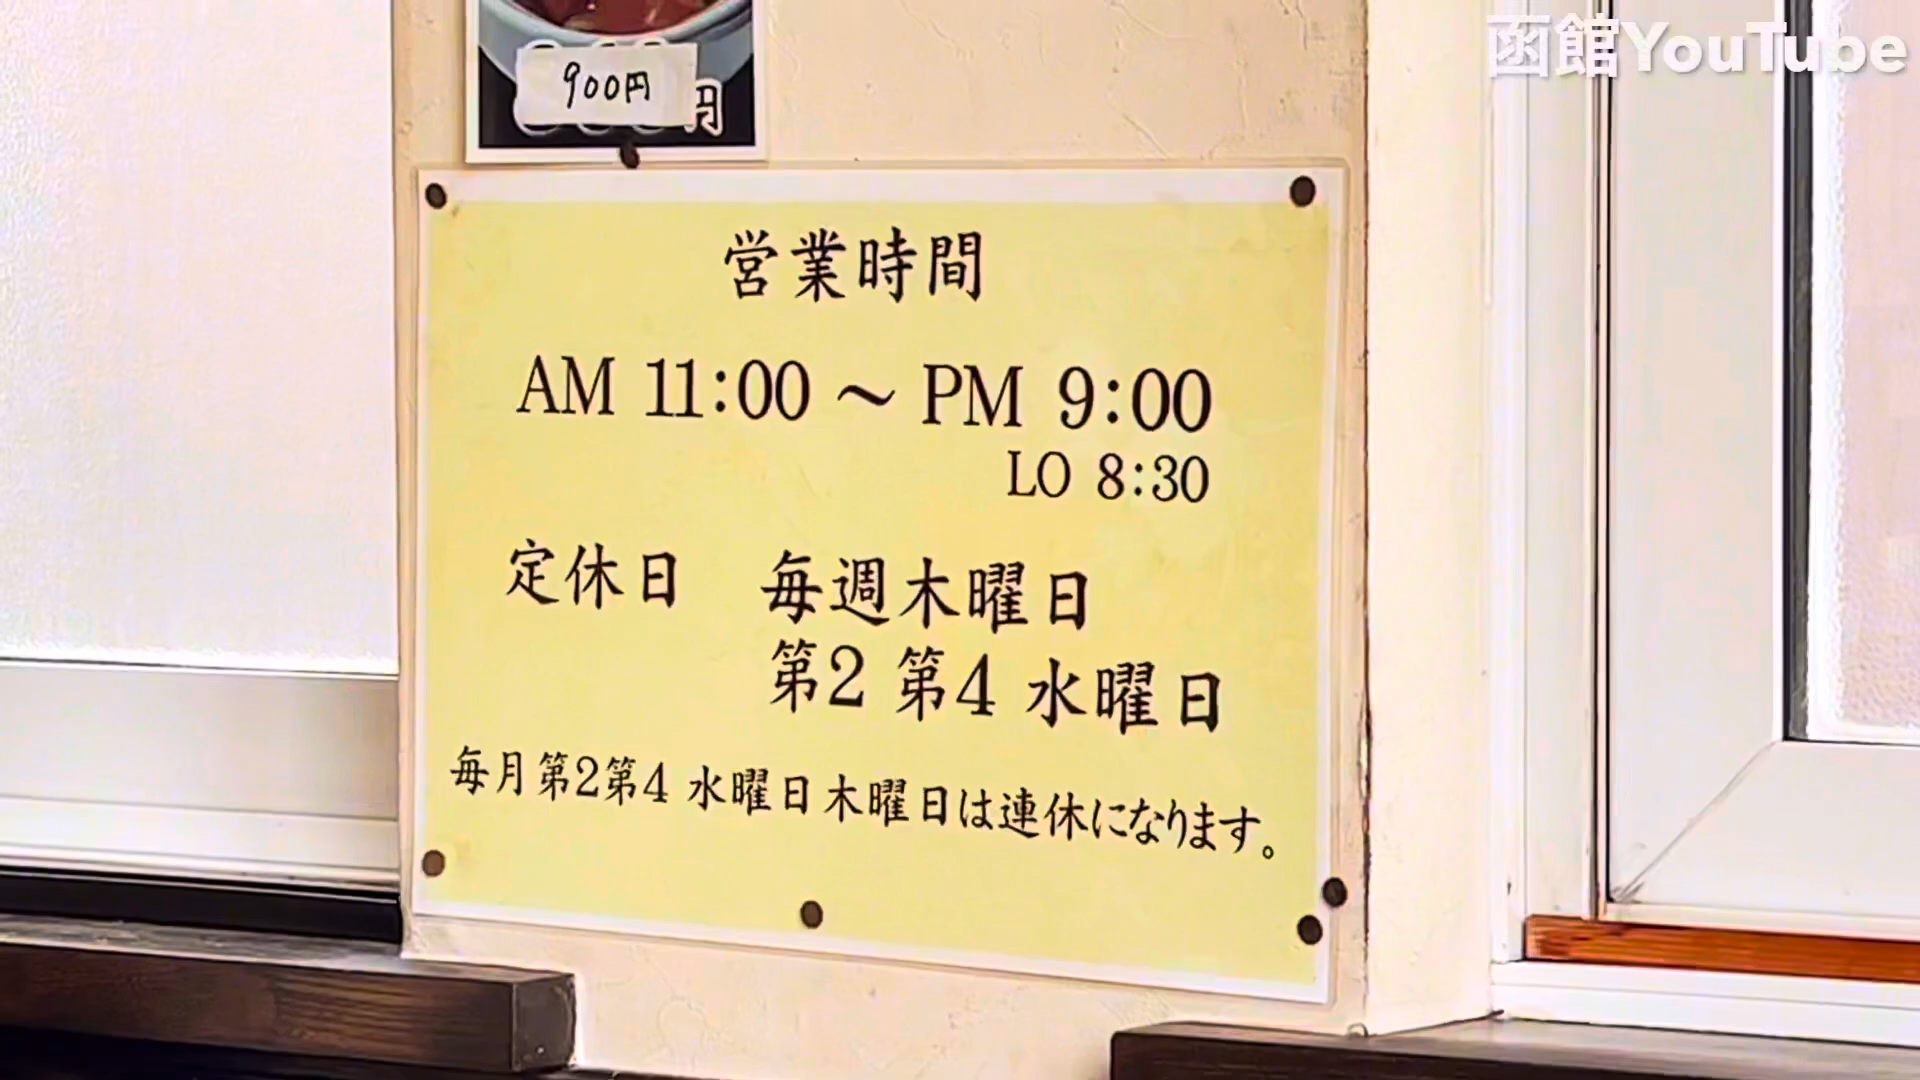 函館YouTube
900円
円
営業時間
AM 11:00 ～ PM 9:00
LO 8:30
定休日 毎週木曜日
第2 第4 水曜日
毎月第2第4 水曜日木曜日は連休になります。